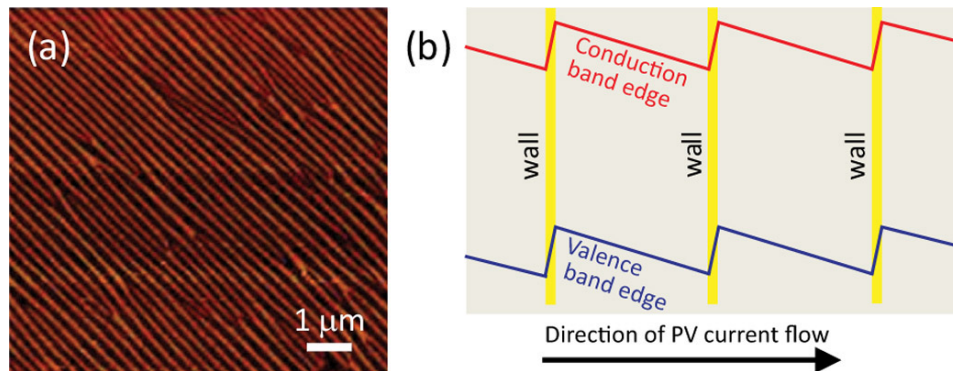 (a)
1 μm
(b)
Conduction
band edge
wall
wall
wall
Valence
band edge
Direction of PV current flow